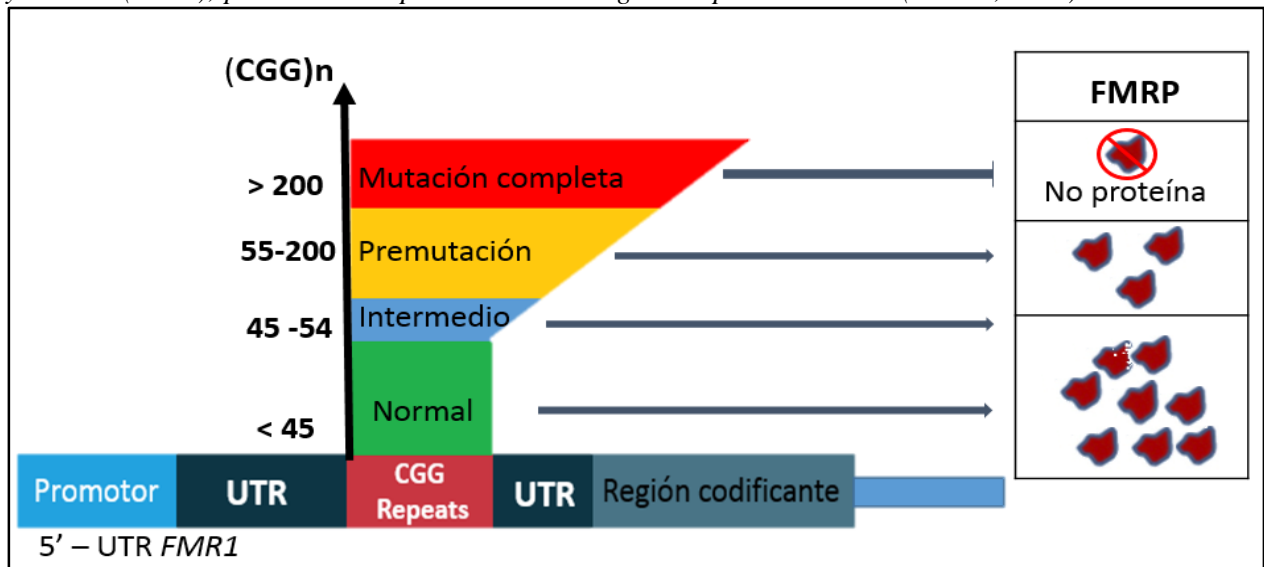 (CGG)n
FMRP
> 200
Mutación completa
No proteína
55-200
Premutación
45 -54
Intermedio
< 45
Normal
Promotor
UTR
CGG
Repeats
UTR
Región codificante
5' – UTR FMR1